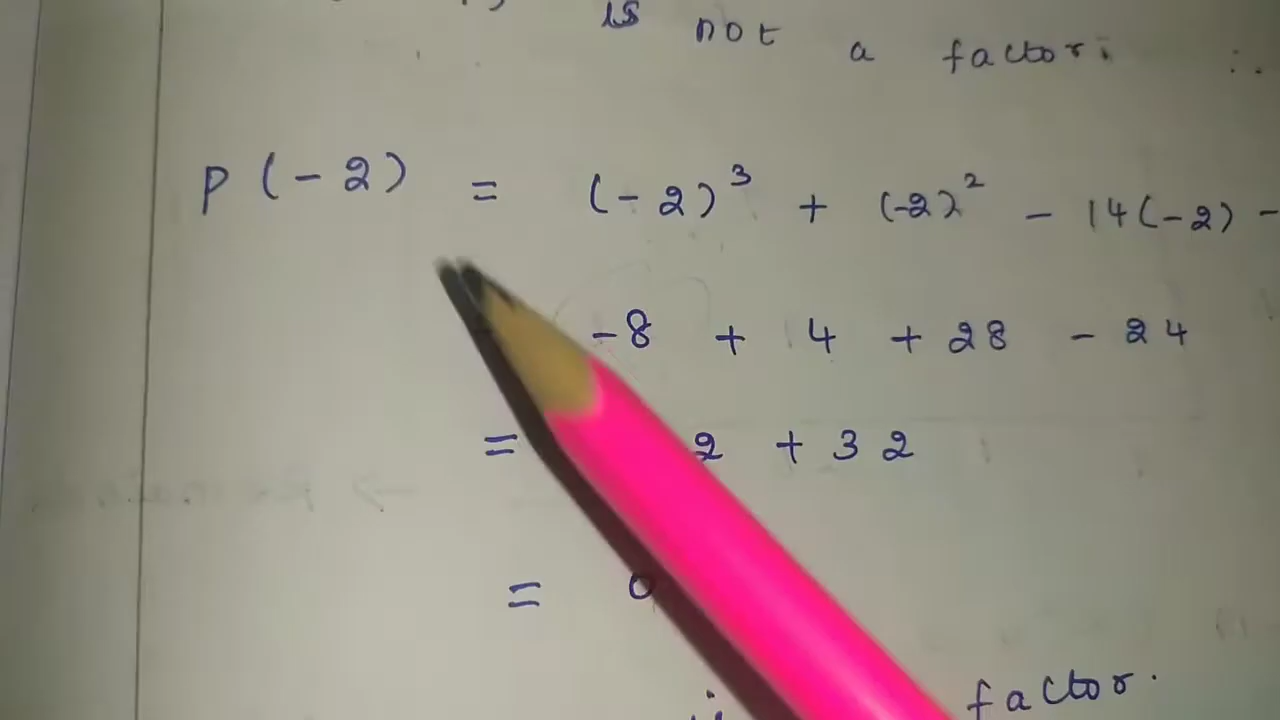 is not a factor. ∴
P(-2) = (-2)³ + (-2)² - 14(-2) -
-8 + 4 + 28 - 24
= 2 + 32
= 0
factor.